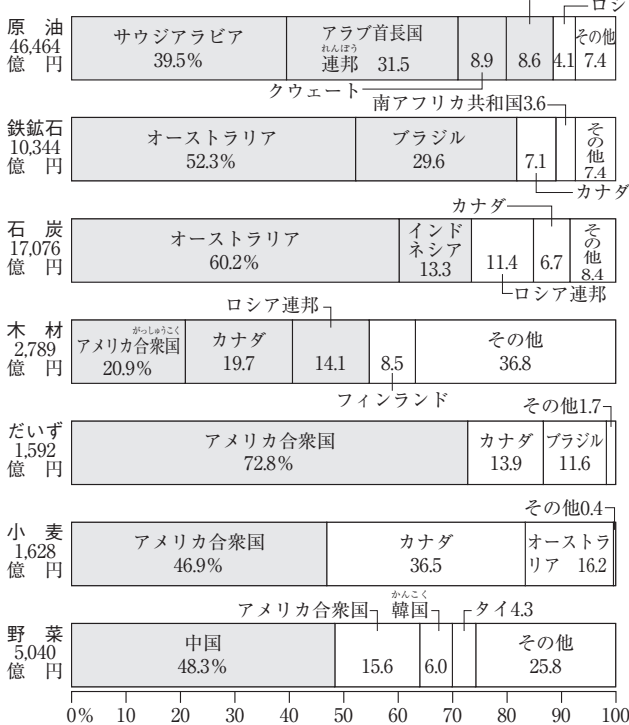 ロシ
原油
46,464
億円
サウジアラビア
39.5%
アラブ首長国
れんぽう
連邦 31.5
8.9
8.6
4.1
その他
7.4
クウェート
南アフリカ共和国3.6
鉄鉱石
10,344
億円
オーストラリア
52.3%
ブラジル
29.6
7.1
その他
7.4
カナダ
カナダ
石炭
17,076
億円
オーストラリア
60.2%
インド
ネシア
13.3
11.4
6.7
その他
8.4
ロシア連邦
ロシア連邦
木材
2,789
億円
がっしゅうこく
アメリカ合衆国
20.9%
カナダ
19.7
14.1
8.5
その他
36.8
フィンランド
その他1.7
だいず
1,592
億円
アメリカ合衆国
72.8%
カナダ
13.9
ブラジル
11.6
その他0.4
小麦
1,628
億円
アメリカ合衆国
46.9%
カナダ
36.5
オーストラ
リア 16.2
かんこく
アメリカ合衆国 韓国 タイ4.3
野菜
5,040
億円
中国
48.3%
15.6
6.0
その他
25.8
0% 10 20 30 40 50 60 70 80 90 100